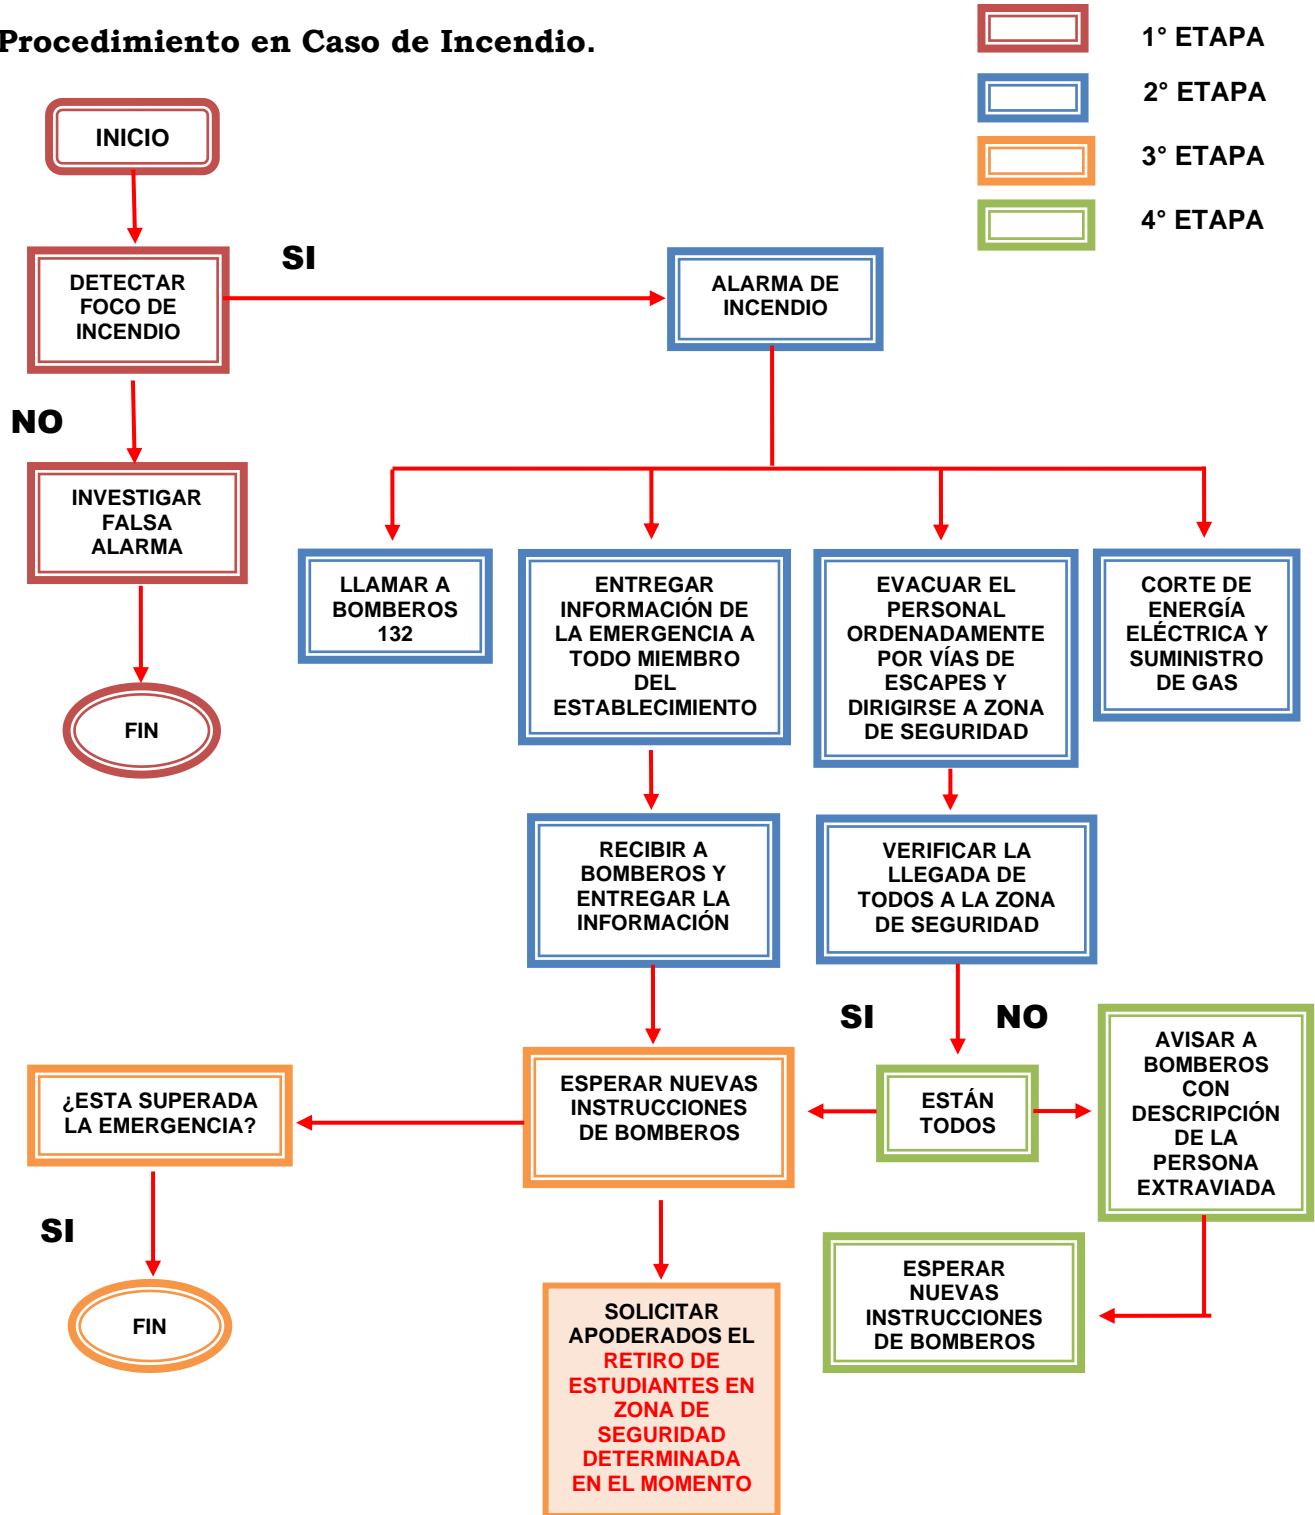 Procedimiento en Caso de Incendio.
1° ETAPA
2° ETAPA
3° ETAPA
4° ETAPA
INICIO
DETECTAR
FOCO DE
INCENDIO
SI
ALARMA DE
INCENDIO
NO
INVESTIGAR
FALSA
ALARMA
FIN
LLAMAR A
BOMBEROS
132
ENTREGAR
INFORMACIÓN DE
LA EMERGENCIA A
TODO MIEMBRO
DEL
ESTABLECIMIENTO
EVACUAR EL
PERSONAL
ORDENADAMENTE
POR VÍAS DE
ESCAPES Y
DIRIGIRSE A ZONA
DE SEGURIDAD
CORTE DE
ENERGÍA
ELÉCTRICA Y
SUMINISTRO
DE GAS
RECIBIR A
BOMBEROS Y
ENTREGAR LA
INFORMACIÓN
VERIFICAR LA
LLEGADA DE
TODOS A LA ZONA
DE SEGURIDAD
SI
NO
¿ESTA SUPERADA
LA EMERGENCIA?
ESPERAR NUEVAS
INSTRUCCIONES
DE BOMBEROS
ESTÁN
TODOS
AVISAR A
BOMBEROS
CON
DESCRIPCIÓN
DE LA
PERSONA
EXTRAVIADA
SI
FIN
SOLICITAR
APODERADOS EL
RETIRO DE
ESTUDIANTES EN
ZONA DE
SEGURIDAD
DETERMINADA
EN EL MOMENTO
ESPERAR
NUEVAS
INSTRUCCIONES
DE BOMBEROS